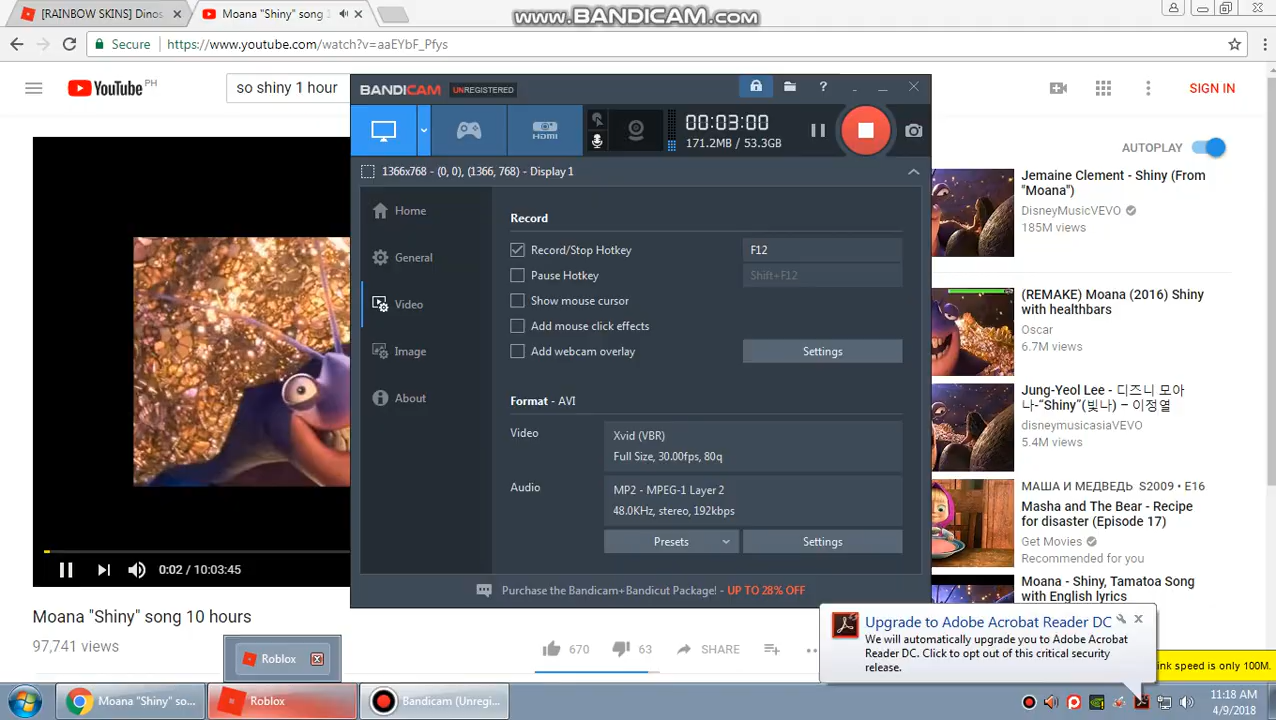 [RAINBOW SKINS] Dinos
Moana "Shiny" song 1
www.BANDICAM.com
Secure https://www.youtube.com/watch?v=aaEYbF_Pfys
YouTube PH
so shiny 1 hour
SIGN IN
BANDICAM UNREGISTERED
HDMI
00:03:00
171.2MB / 53.3GB
1366x768 - (0, 0), (1366, 768) - Display 1
Home
General
Video
Image
About
Record
Record/Stop Hotkey F12
Pause Hotkey Shift+F12
Show mouse cursor
Add mouse click effects
Add webcam overlay Settings
Format - AVI
Video
Xvid (VBR)
Full Size, 30.00fps, 80q
Audio
MP2 - MPEG-1 Layer 2
48.0KHz, stereo, 192kbps
Presets Settings
Purchase the Bandicam+Bandicut Package! - UP TO 28% OFF
AUTOPLAY
Jemaine Clement - Shiny (From "Moana")
DisneyMusicVEVO
185M views
(REMAKE) Moana (2016) Shiny with healthbars
Oscar
6.7M views
Jung-Yeol Lee - 디즈니 모아나-“Shiny”(빛나) – 이정열
disneymusicasiaVEVO
5.4M views
МАША И МЕДВЕДЬ S2009 • E16
Masha and The Bear - Recipe for disaster (Episode 17)
Get Movies
Recommended for you
Moana - Shiny, Tamatoa Song with English lyrics
0:02 / 10:03:45
Moana "Shiny" song 10 hours
97,741 views
670 63 SHARE
Roblox
Upgrade to Adobe Acrobat Reader DC
We will automatically upgrade you to Adobe Acrobat
Reader DC. Click to opt out of this critical security
release.
ink speed is only 100M.
Moana "Shiny" so...
Roblox
Bandicam (Unregi...
11:18 AM
4/9/2018